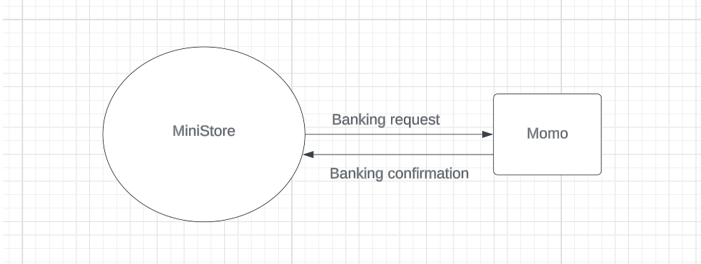 Banking request
MiniStore
Momo
Banking confirmation